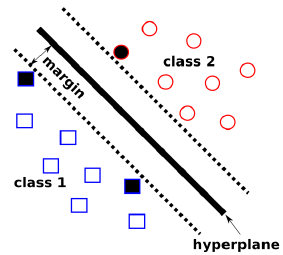 class 2
margin
class 1
hyperplane